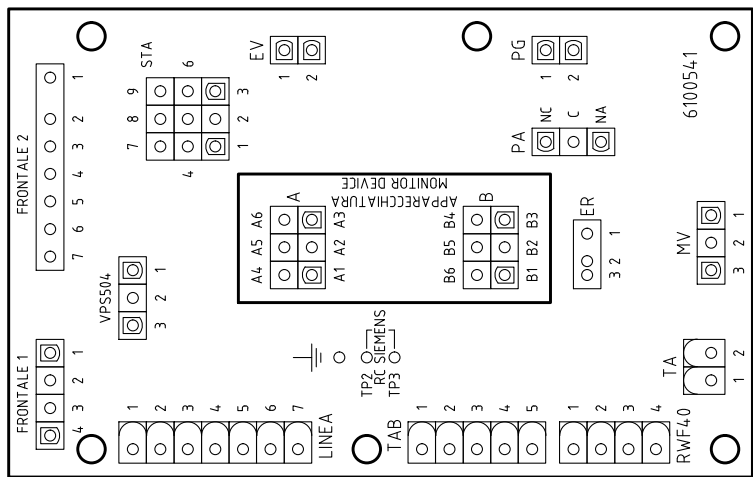 FRONTALE 2
7 6 5 4 3 2 1
FRONTALE 1
4 3 2 1
VPS504
3 2 1
STA
7 8 9
4 6
1 2 3
EV
1 2
PG
1 2
PA
NC C NA
6100541
APPARECCHIATURA
MONITOR DEVICE
A
A4 A5 A6
A1 A2 A3
B
B6 B5 B4
B1 B2 B3
ER
3 2 1
MV
3 2 1
TA
1 2
TP2
RC SIEMENS
TP3
1 2 3 4 5 6 7
LINEA
TAB
1 2 3 4 5
1 2 3 4
RWF40